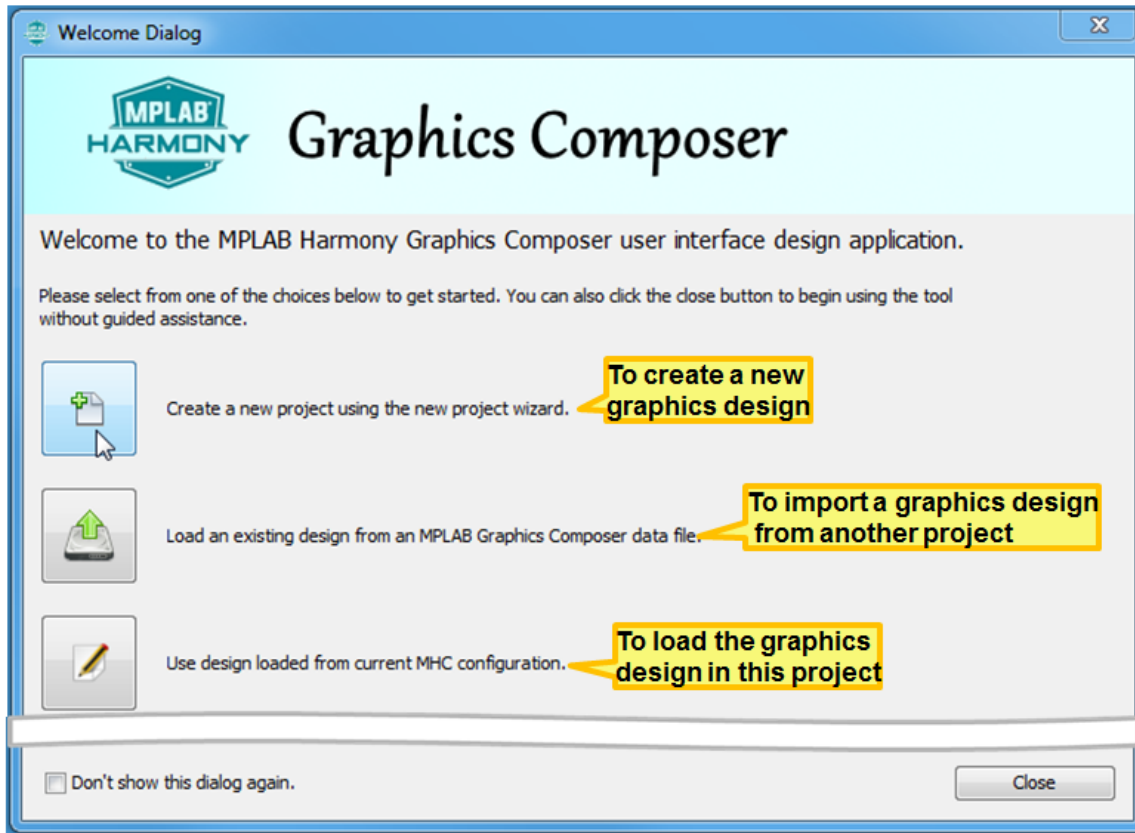 Welcome Dialog
MPLAB
HARMONY
Graphics Composer
Welcome to the MPLAB Harmony Graphics Composer user interface design application.
Please select from one of the choices below to get started. You can also click the close button to begin using the tool
without guided assistance.
Create a new project using the new project wizard.
To create a new
graphics design
Load an existing design from an MPLAB Graphics Composer data file.
To import a graphics design
from another project
Use design loaded from current MHC configuration.
To load the graphics
design in this project
Don't show this dialog again.
Close